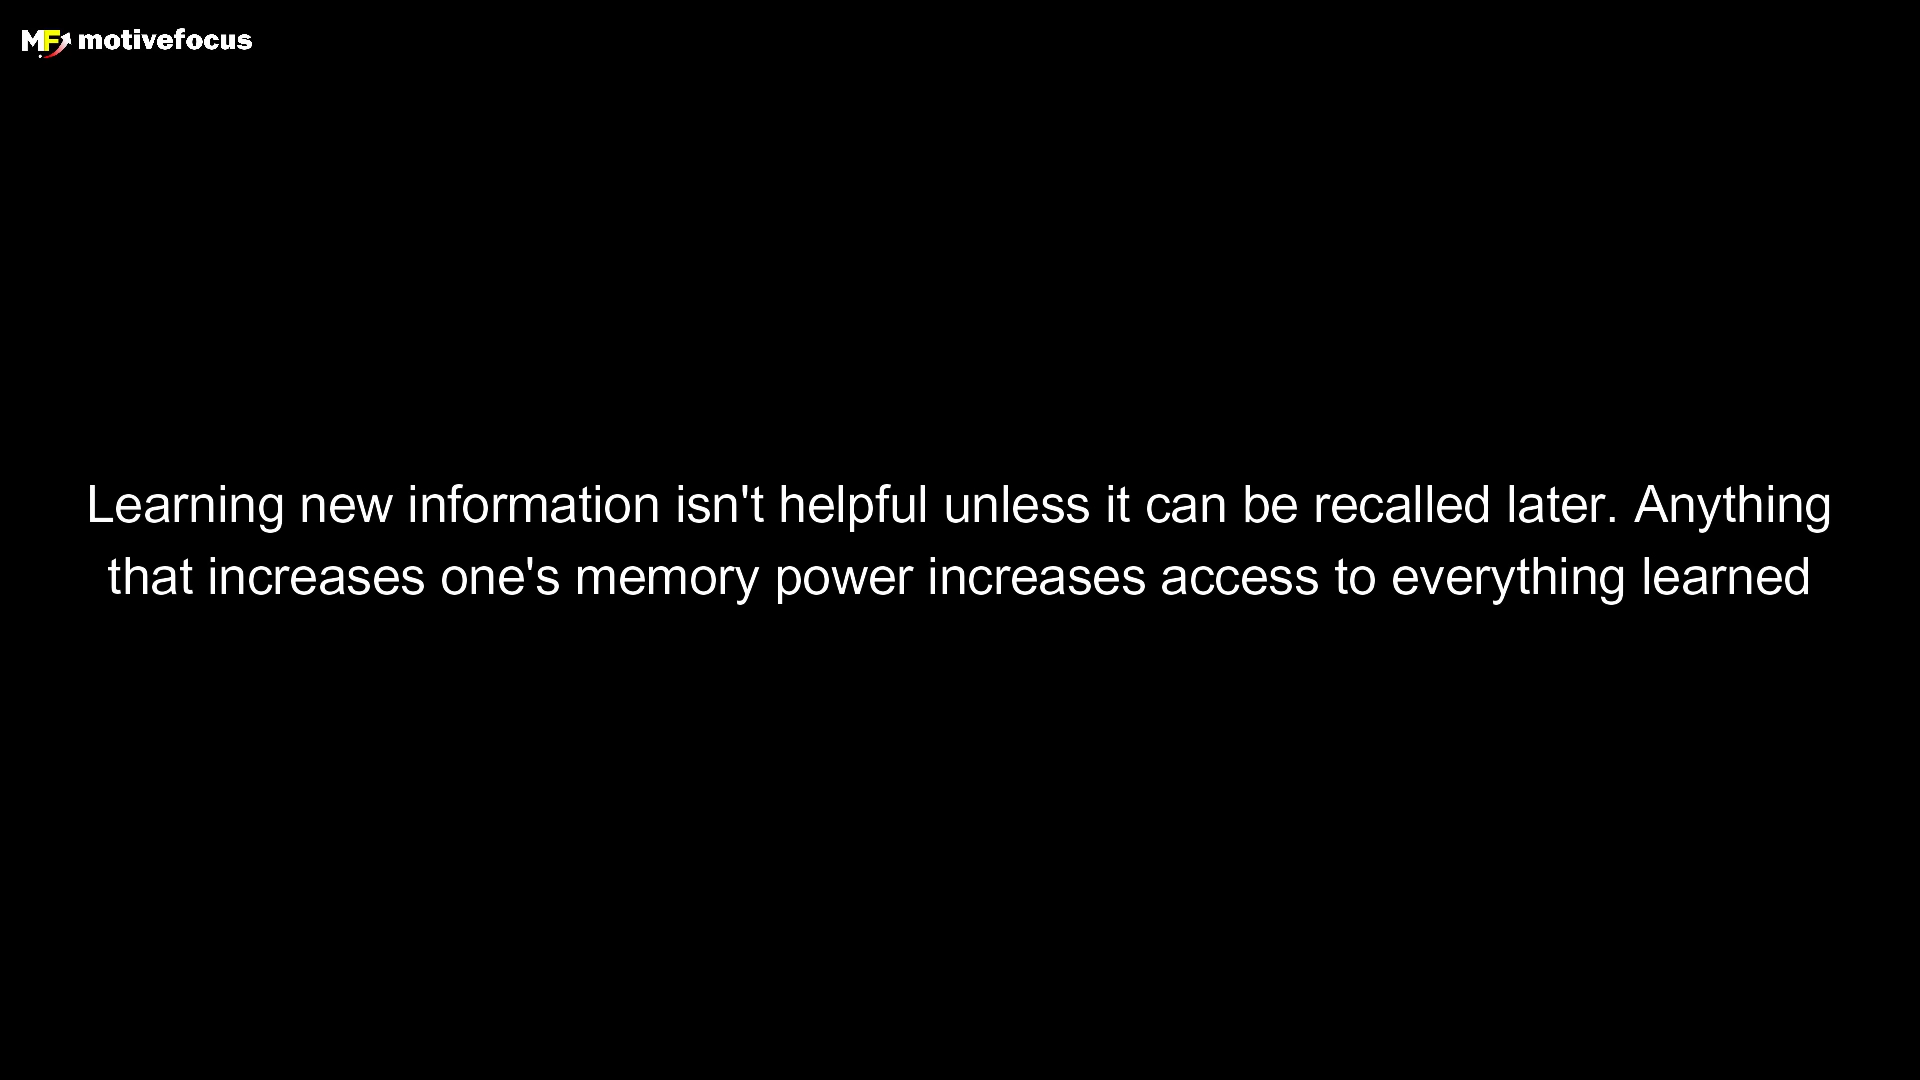 MF motivefocus
Learning new information isn't helpful unless it can be recalled later. Anything
that increases one's memory power increases access to everything learned